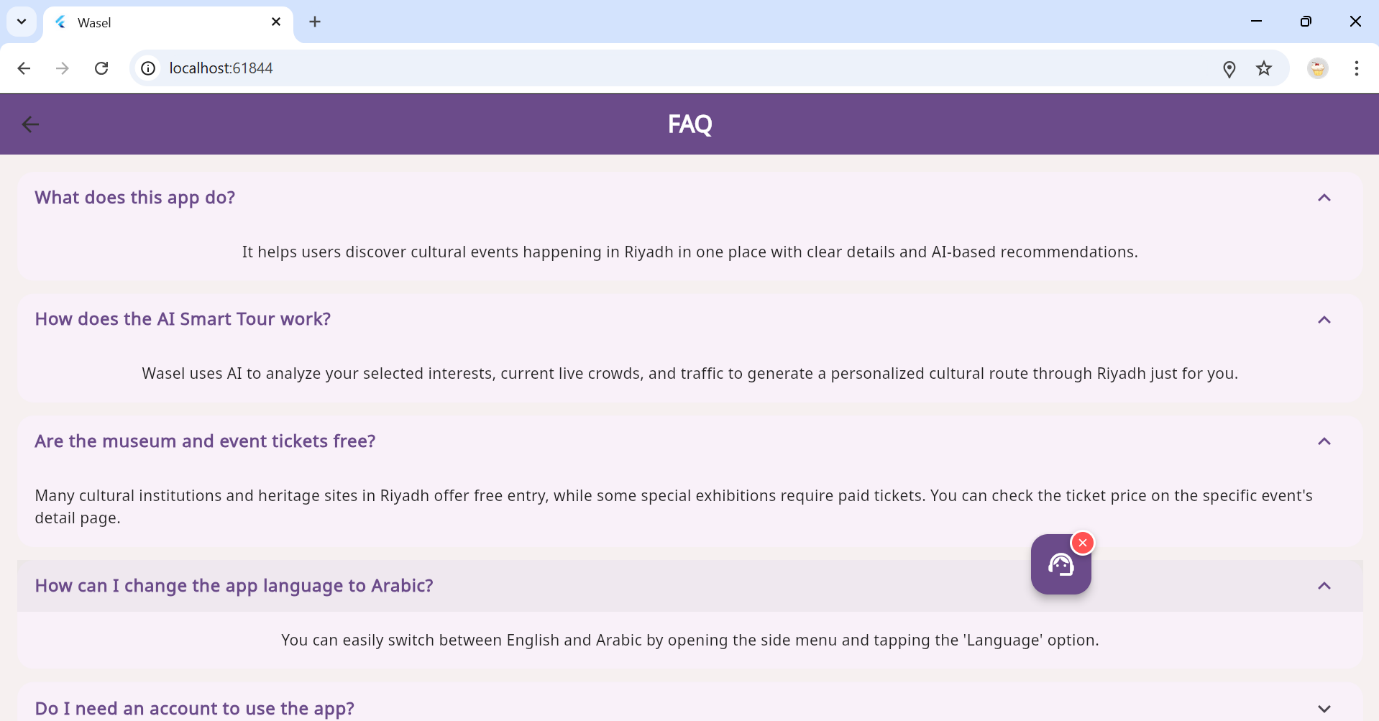 Wasel
localhost:61844
FAQ
What does this app do?
It helps users discover cultural events happening in Riyadh in one place with clear details and AI-based recommendations.
How does the AI Smart Tour work?
Wasel uses AI to analyze your selected interests, current live crowds, and traffic to generate a personalized cultural route through Riyadh just for you.
Are the museum and event tickets free?
Many cultural institutions and heritage sites in Riyadh offer free entry, while some special exhibitions require paid tickets. You can check the ticket price on the specific event's
detail page.
How can I change the app language to Arabic?
You can easily switch between English and Arabic by opening the side menu and tapping the 'Language' option.
Do I need an account to use the app?